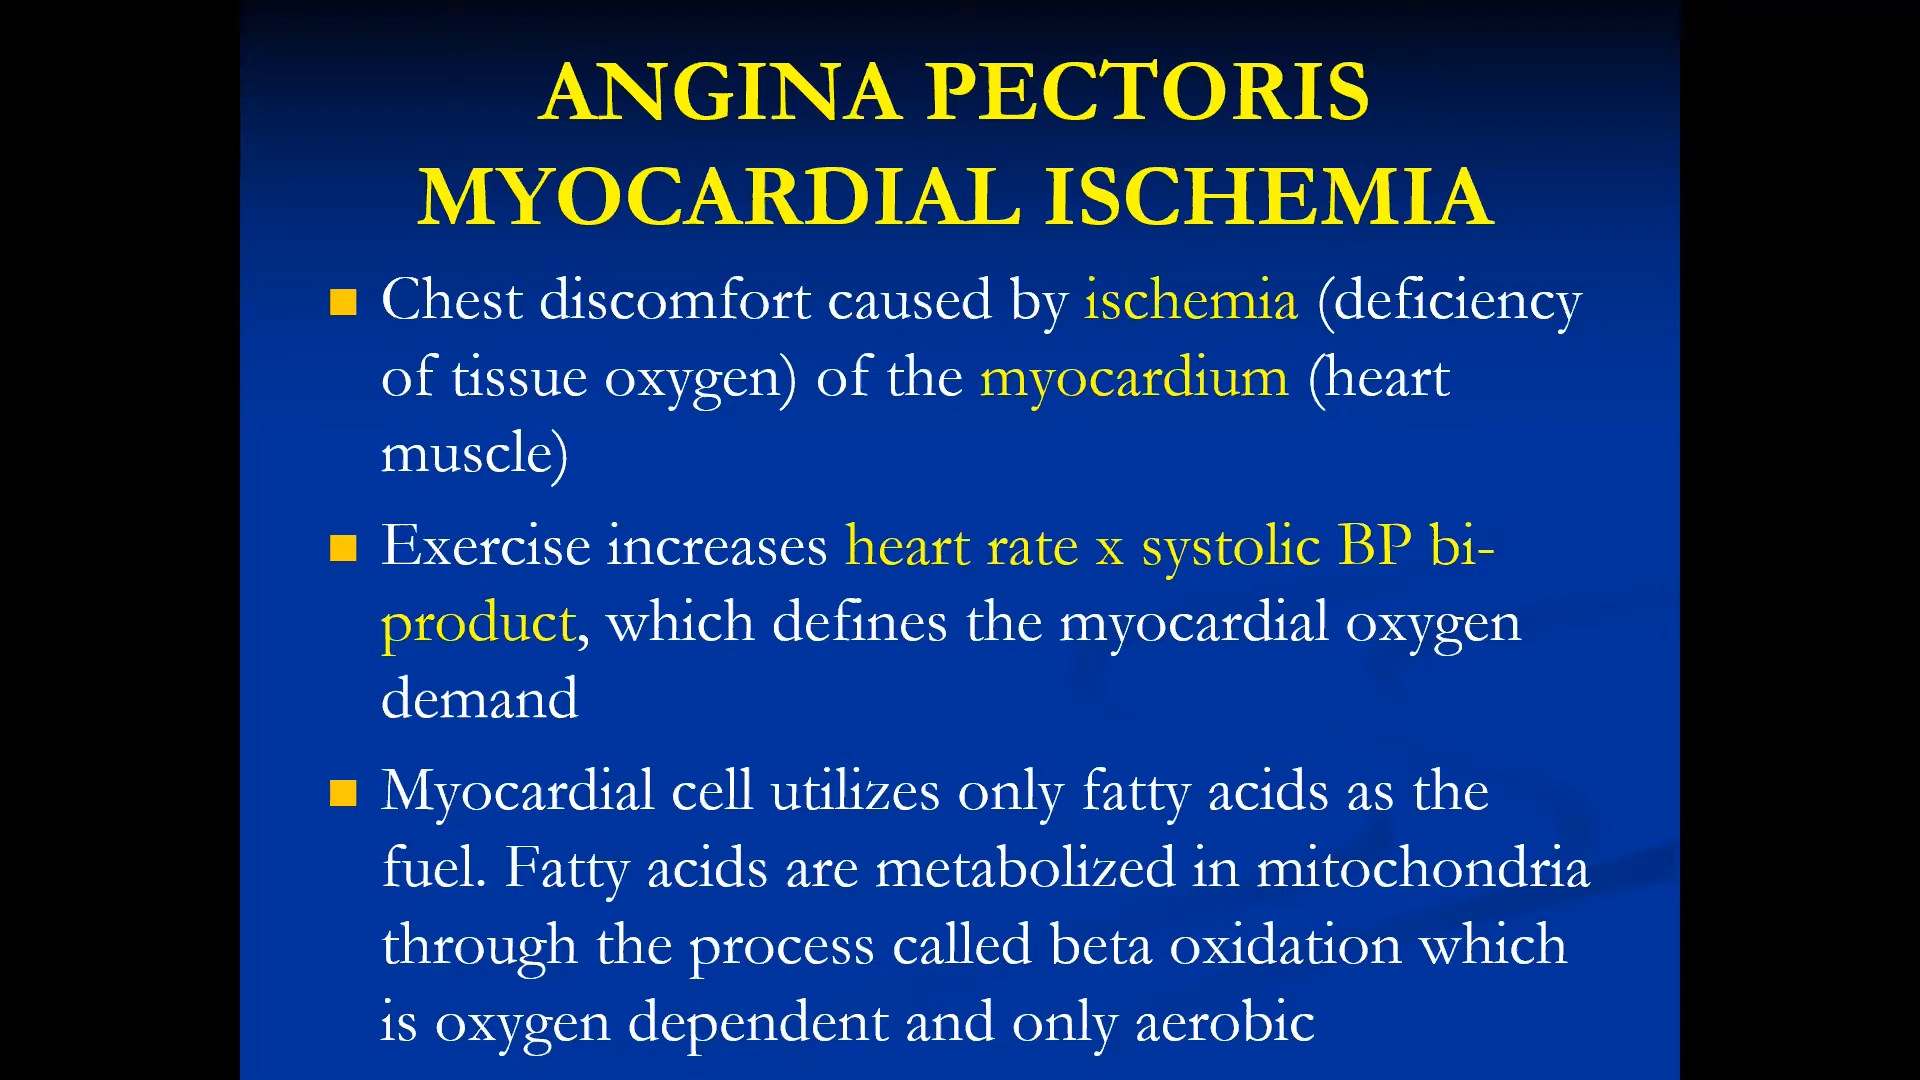 ANGINA PECTORIS
MYOCARDIAL ISCHEMIA
Chest discomfort caused by ischemia (deficiency
of tissue oxygen) of the myocardium (heart
muscle)
Exercise increases heart rate x systolic BP bi-
product, which defines the myocardial oxygen
demand
Myocardial cell utilizes only fatty acids as the
fuel. Fatty acids are metabolized in mitochondria
through the process called beta oxidation which
is oxygen dependent and only aerobic